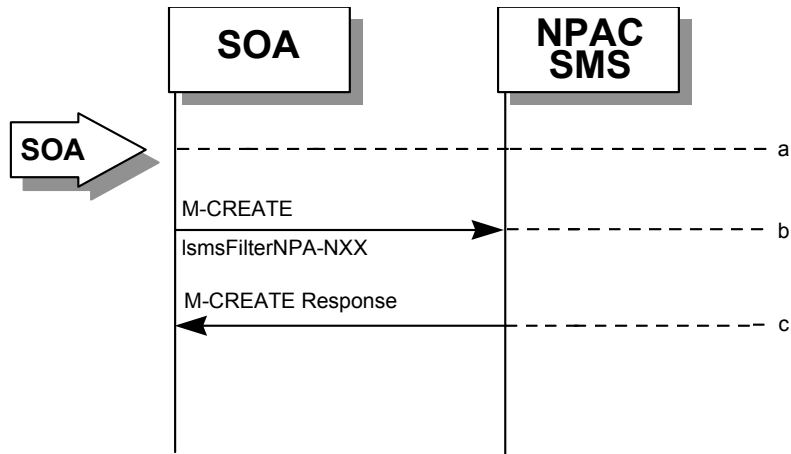 SOA
NPAC
SMS
SOA
a
M-CREATE
b
lsmsFilterNPA-NXX
M-CREATE Response
c